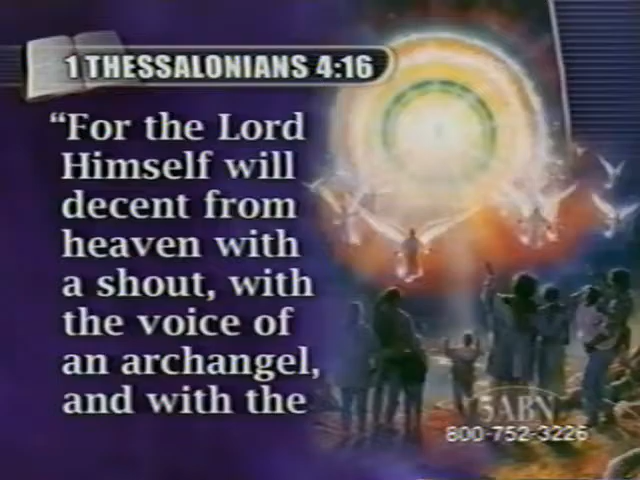 1 THESSALONIANS 4:16
“For the Lord
Himself will
decent from
heaven with
a shout, with
the voice of
an archangel,
and with the
3ABN
800-752-3226